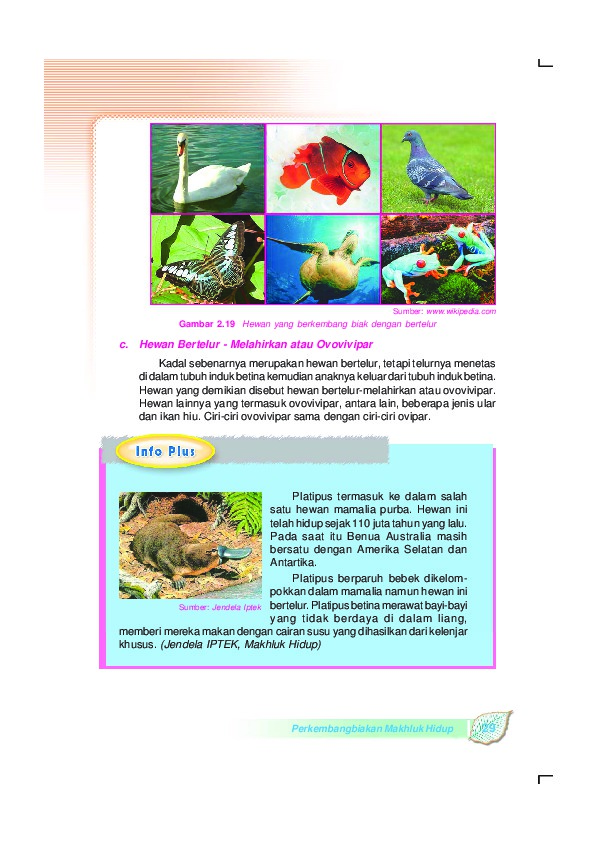 Sumber: www.wikipedia.com
Gambar 2.19 Hewan yang berkembang biak dengan bertelur
c. Hewan Bertelur - Melahirkan atau Ovovivipar
Kadal sebenarnya merupakan hewan bertelur, tetapi telurnya menetas
di dalam tubuh induk betina kemudian anaknya keluar dari tubuh induk betina.
Hewan yang demikian disebut hewan bertelur-melahirkan atau ovovivipar.
Hewan lainnya yang termasuk ovovivipar, antara lain, beberapa jenis ular
dan ikan hiu. Ciri-ciri ovovivipar sama dengan ciri-ciri ovipar.
Info Plus
Platipus termasuk ke dalam salah
satu hewan mamalia purba. Hewan ini
telah hidup sejak 110 juta tahun yang lalu.
Pada saat itu Benua Australia masih
bersatu dengan Amerika Selatan dan
Antartika.
Platipus berparuh bebek dikelom-
pokkan dalam mamalia namun hewan ini
Sumber: Jendela Iptek
bertelur. Platipus betina merawat bayi-bayi
yang tidak berdaya di dalam liang,
memberi mereka makan dengan cairan susu yang dihasilkan dari kelenjar
khusus. (Jendela IPTEK, Makhluk Hidup)
Perkembangbiakan Makhluk Hidup